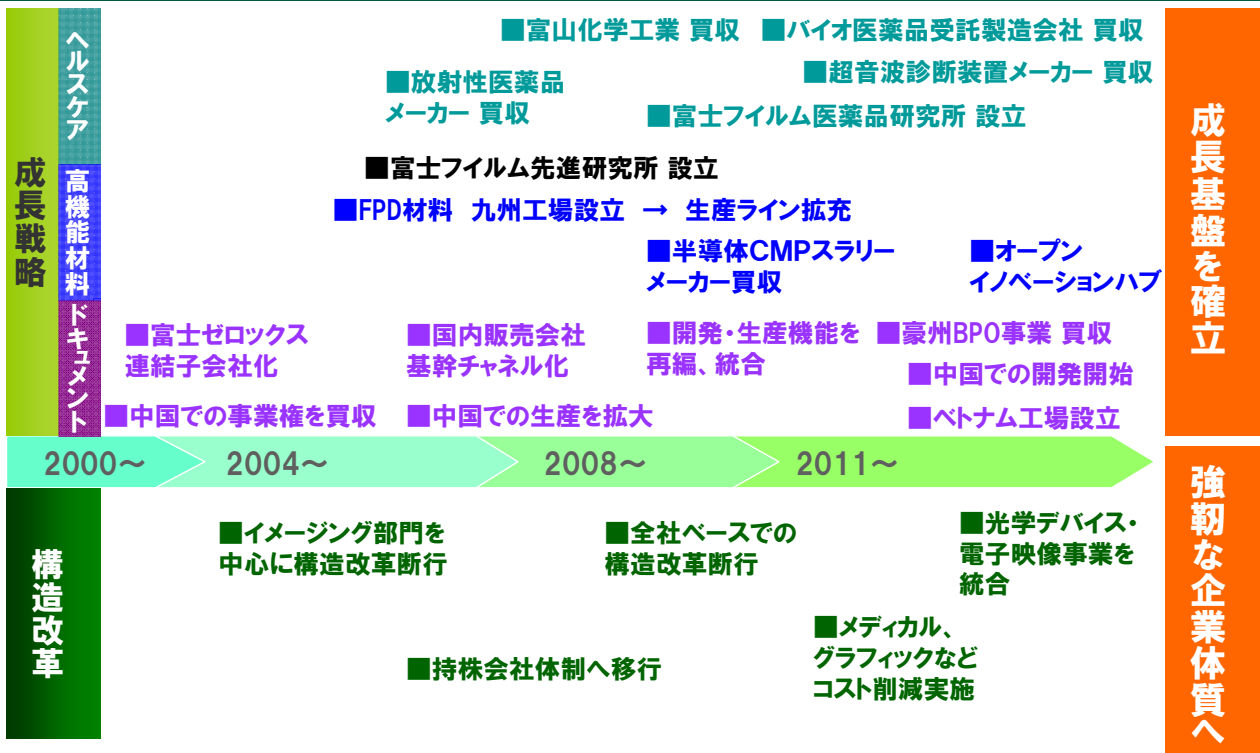 成長戦略
ヘルスケア
■富山化学工業 買収
■バイオ医薬品受託製造会社 買収
■超音波診断装置メーカー 買収
■放射性医薬品
メーカー 買収
■富士フイルム医薬品研究所 設立
■富士フイルム先進研究所 設立
高機能材料
■FPD材料 九州工場設立 → 生産ライン拡充
■半導体CMPスラリー
メーカー買収
■オープン
イノベーションハブ
ドキュメント
■富士ゼロックス
連結子会社化
■国内販売会社
基幹チャネル化
■開発・生産機能を
再編、統合
■豪州BPO事業 買収
■中国での開発開始
■中国での事業権を買収
■中国での生産を拡大
■ベトナム工場設立
成長基盤を確立
2000～
2004～
2008～
2011～
構造改革
■イメージング部門を
中心に構造改革断行
■全社ベースでの
構造改革断行
■光学デバイス・
電子映像事業を
統合
■持株会社体制へ移行
■メディカル、
グラフィックなど
コスト削減実施
強靭な企業体質へ